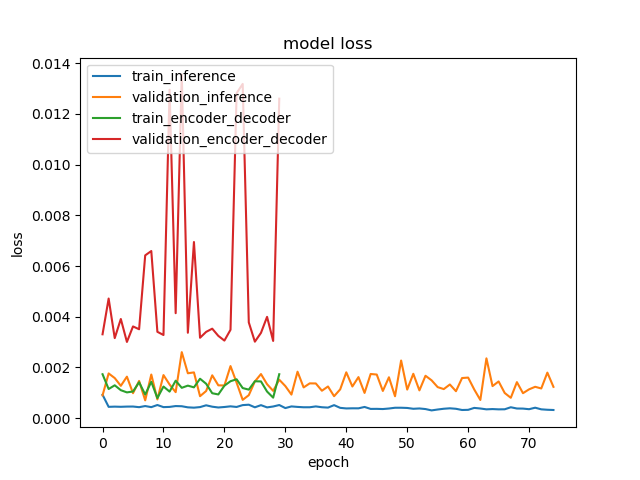 model loss
train_inference
validation_inference
train_encoder_decoder
validation_encoder_decoder
loss
0.014
0.012
0.010
0.008
0.006
0.004
0.002
0.000
0 10 20 30 40 50 60 70
epoch